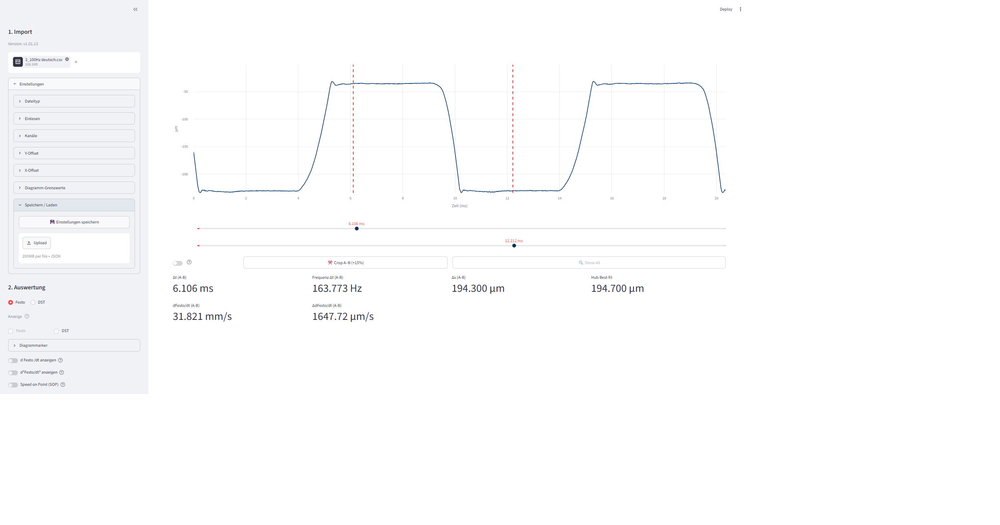 Deploy
1. Import
Version: v1.01.13
3_100Hz deutsch.csv
106.1KB
Einstellungen
Dateityp
Einlesen
Kanäle
Y-Offset
X-Offset
Diagramm-Grenzwerte
Speichern / Laden
💾 Einstellungen speichern
Upload
200MB per file • JSON
2. Auswertung
Festo DST
Anzeige
Festo DST
Diagrammarker
d Festo /dt anzeigen
d²Festo/dt² anzeigen
Speed on Point (SOP)
−50
−100
−150
−200
µm
0 2 4 6 8 10 12 14 16 18 20
Zeit (ms)
6.106 ms
12.212 ms
Crop A–B (+15%)
🔍 Show All
Δt (A-B) Frequenz Δt (A-B) Δs (A-B) Hub Best-fit
6.106 ms 163.773 Hz 194.300 µm 194.700 µm
dFesto/dt (A-B) ΔdFesto/dt (A-B)
31.821 mm/s 1647.72 µm/s